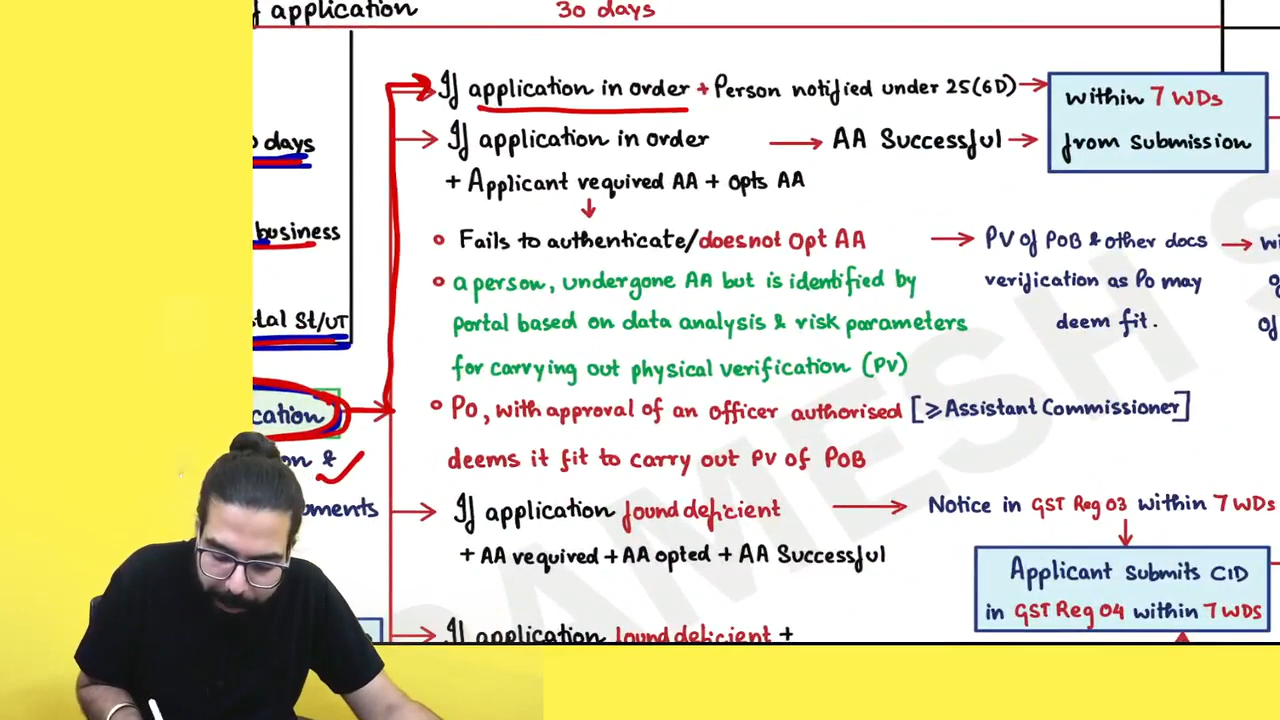 application 30 days
If application in order + Person notified under 25(6D) → within 7 WDs
from Submission
days
If application in order → AA Successful →
+ Applicant required AA + opts AA
business
Fails to authenticate/doesnot Opt AA → PV of PoB & other docs →
verification as Po may
deem fit.
a person, undergone AA but is identified by
portal based on data analysis & risk parameters
for carrying out physical verification (PV)
St/UT
Po, with approval of an officer authorised [≥Assistant Commissioner]
deems it fit to carry out PV of PoB
If application found deficient → Notice in GST Reg 03 within 7 WDs
+ AA required + AA opted + AA Successful
Applicant submits CID
in GST Reg 04 within 7 WDs
If application found deficient +